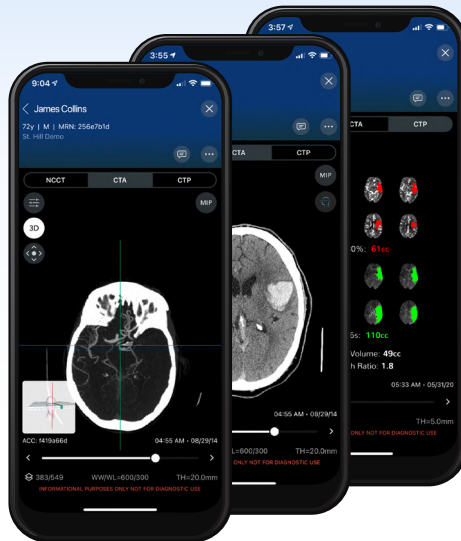 9:04
James Collins
72y | M | MRN: 256e7b1d
St. Hill Demo
NCCT CTA CTP
MIP
3D
ACC: f419a66d
04:55 AM • 08/29/14
383/549 WW/WL=600/300 TH=20.0mm
INFORMATIONAL PURPOSES ONLY NOT FOR DIAGNOSTIC USE
3:55
CTA CTP
MIP
04:55 AM • 08/29/14
TH=20.0mm
ONLY NOT FOR DIAGNOSTIC USE
3:57
CTA CTP
0%: 61cc
s: 110cc
Volume: 49cc
h Ratio: 1.8
05:33 AM • 05/31/20
TH=5.0mm
ONLY NOT FOR DIAGNOSTIC USE